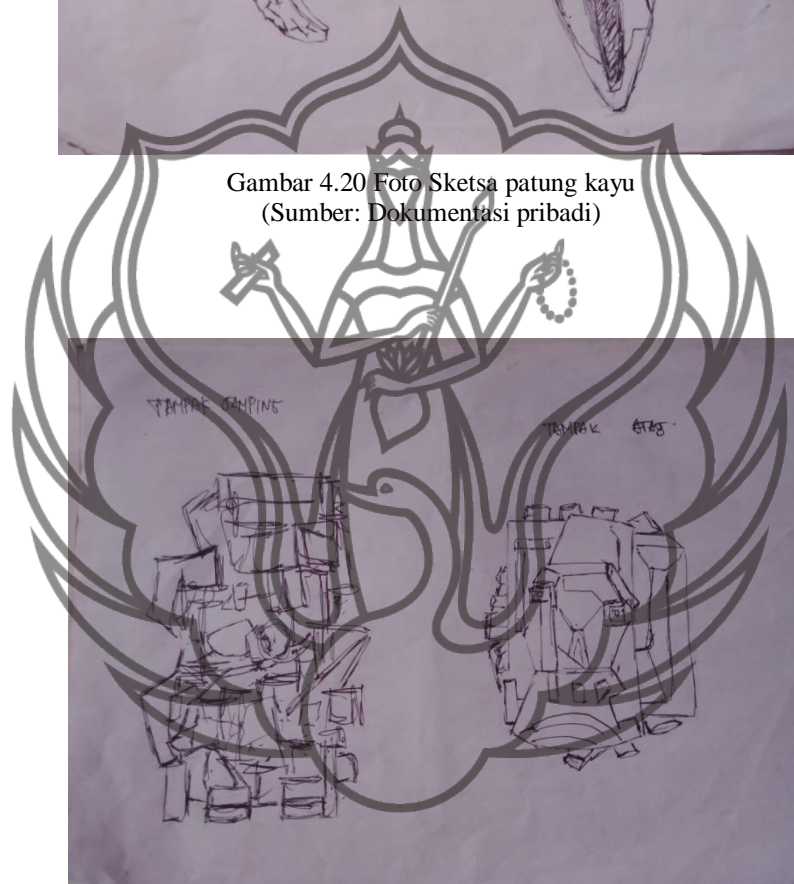 Gambar 4.20 Foto Sketsa patung kayu
(Sumber: Dokumentasi pribadi)
TAMPAK SAMPING
TAMPAK ATAS